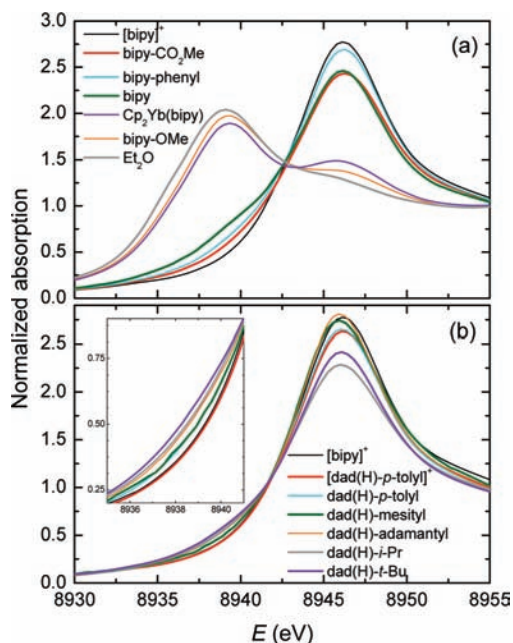 3.0
(a)
[bipy]⁺
bipy-CO₂Me
2.5
bipy-phenyl
bipy
2.0
Cp₂Yb(bipy)
bipy-OMe
Et₂O
1.5
1.0
0.5
0.0
Normalized absorption
(b)
2.5
0.75
2.0
0.50
[bipy]⁺
1.5
[dad(H)-p-tolyl]⁺
0.25
dad(H)-p-tolyl
8936 8938 8940
dad(H)-mesityl
1.0
dad(H)-adamantyl
dad(H)-i-Pr
0.5
dad(H)-t-Bu
0.0
8930 8935 8940 8945 8950 8955
E (eV)